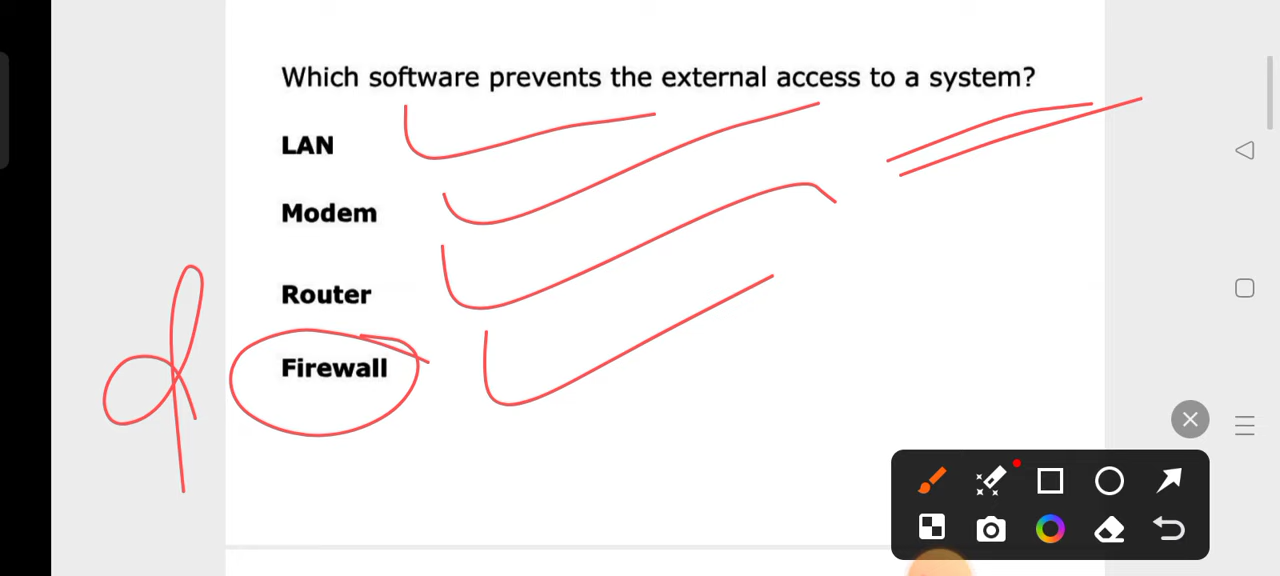 Which software prevents the external access to a system?
LAN
Modem
Router
d Firewall